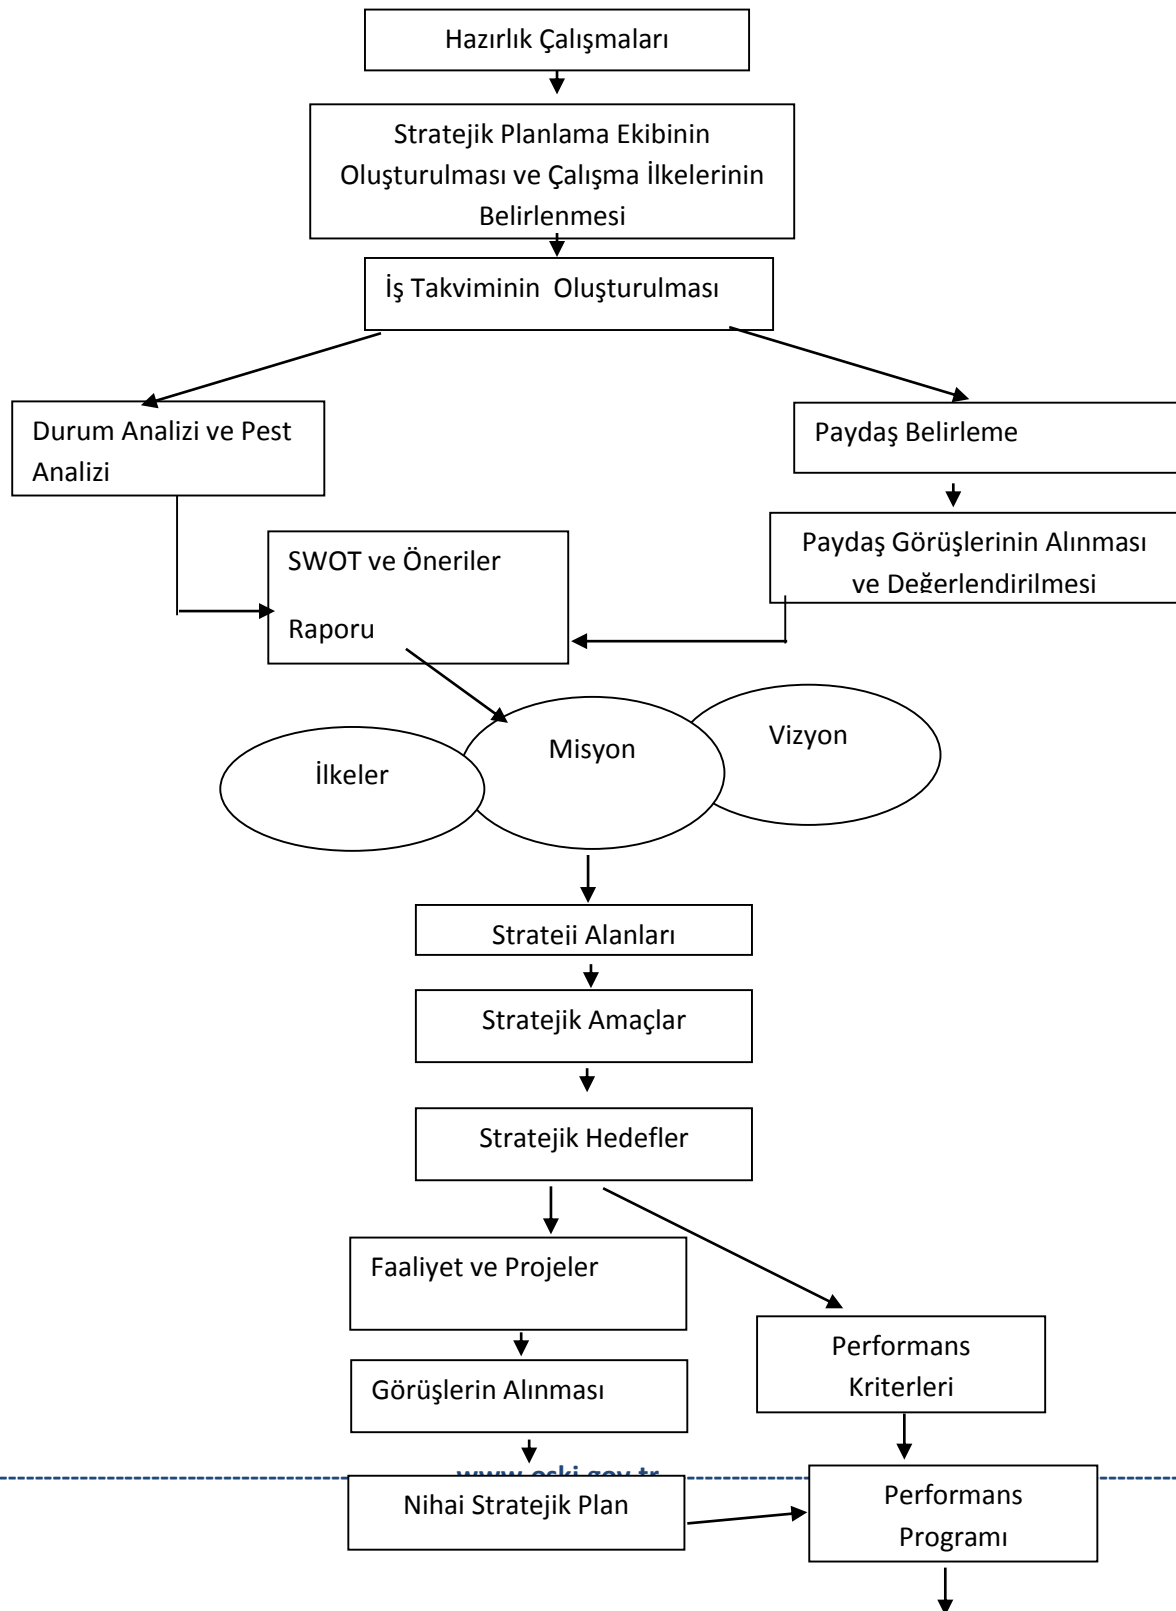 Hazırlık Çalışmaları
Stratejik Planlama Ekibinin
Oluşturulması ve Çalışma İlkelerinin
Belirlenmesi
İş Takviminin Oluşturulması
Durum Analizi ve Pest
Analizi
Paydaş Belirleme
Paydaş Görüşlerinin Alınması
ve Değerlendirilmesi
SWOT ve Öneriler
Raporu
İlkeler
Misyon
Vizyon
Strateji Alanları
Stratejik Amaçlar
Stratejik Hedefler
Faaliyet ve Projeler
Performans
Kriterleri
Görüşlerin Alınması
Nihai Stratejik Plan
Performans
Programı